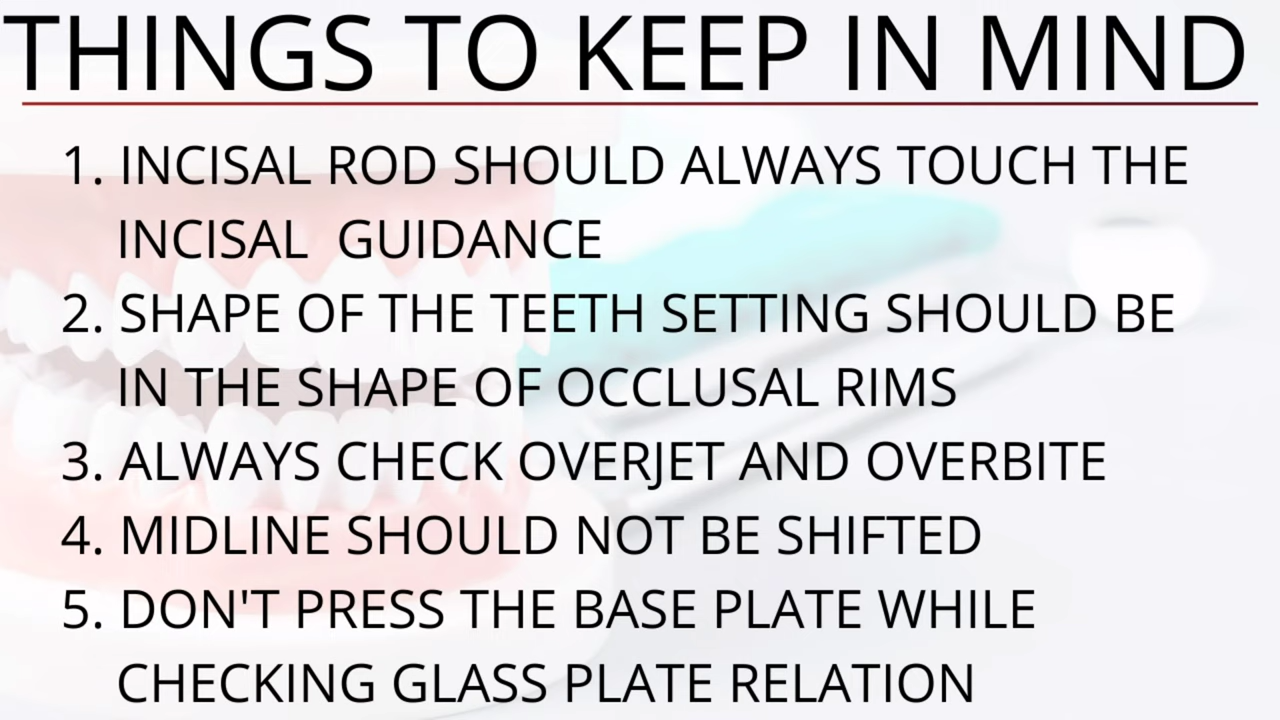 THINGS TO KEEP IN MIND
1. INCISAL ROD SHOULD ALWAYS TOUCH THE
INCISAL GUIDANCE
2. SHAPE OF THE TEETH SETTING SHOULD BE
IN THE SHAPE OF OCCLUSAL RIMS
3. ALWAYS CHECK OVERJET AND OVERBITE
4. MIDLINE SHOULD NOT BE SHIFTED
5. DON'T PRESS THE BASE PLATE WHILE
CHECKING GLASS PLATE RELATION